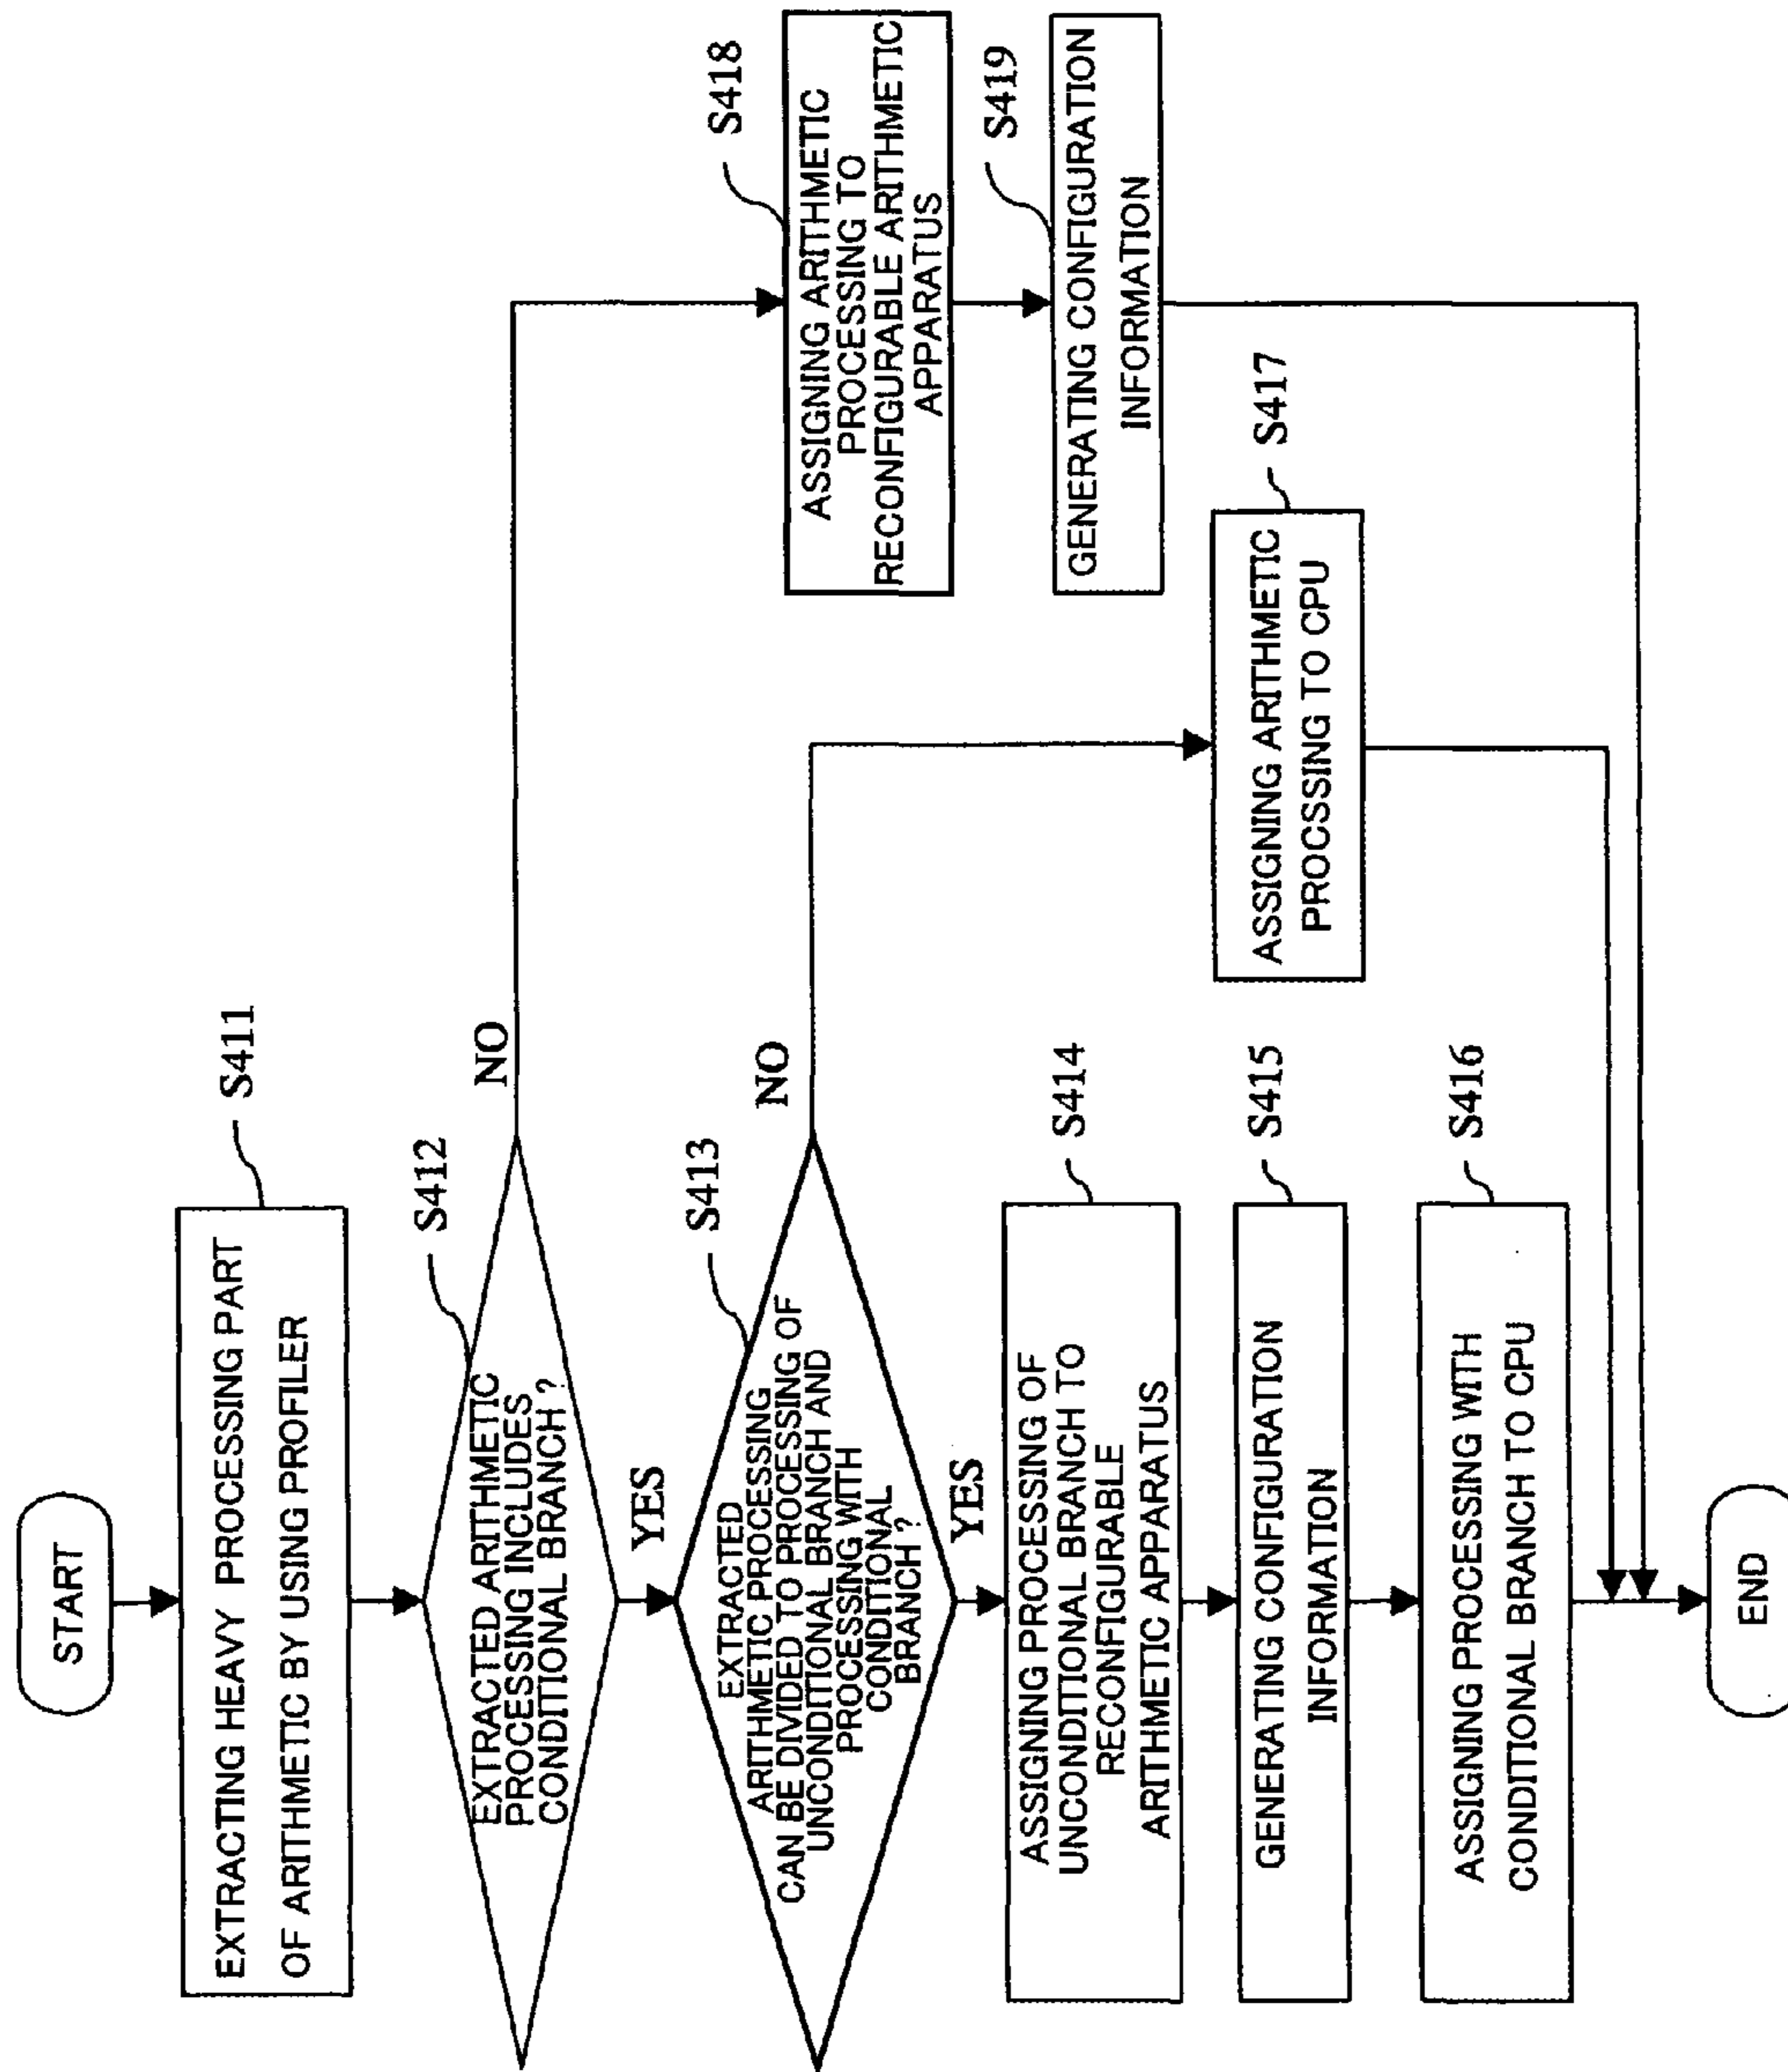 START
EXTRACTING HEAVY PROCESSING PART
OF ARITHMETIC BY USING PROFILER
S411
EXTRACTED ARITHMETIC
PROCESSING INCLUDES
CONDITIONAL BRANCH ?
S412
NO
YES
EXTRACTED
ARITHMETIC PROCESSING
CAN BE DIVIDED TO PROCESSING OF
UNCONDITIONAL BRANCH AND
PROCESSING WITH
CONDITIONAL
BRANCH ?
S413
NO
YES
ASSIGNING PROCESSING OF
UNCONDITIONAL BRANCH TO
RECONFIGURABLE
ARITHMETIC APPARATUS
S414
GENERATING CONFIGURATION
INFORMATION
S415
ASSIGNING PROCESSING WITH
CONDITIONAL BRANCH TO CPU
S416
ASSIGNING ARITHMETIC
PROCSSING TO CPU
S417
ASSIGNING ARITHMETIC
PROCESSING TO
RECONFIGURABLE ARITHMETIC
APPARATUS
S418
GENERATING CONFIGURATION
INFORMATION
S419
END